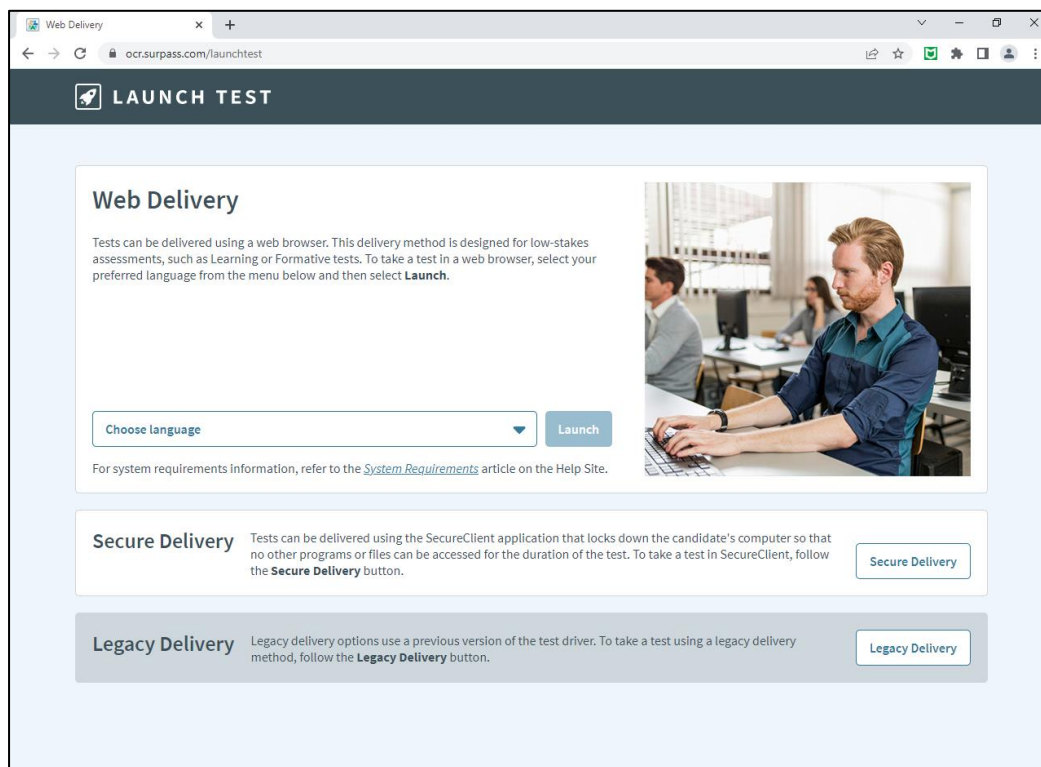 Web Delivery
ocr.surpass.com/launchtest
LAUNCH TEST
Web Delivery
Tests can be delivered using a web browser. This delivery method is designed for low-stakes
assessments, such as Learning or Formative tests. To take a test in a web browser, select your
preferred language from the menu below and then select Launch.
Choose language
Launch
For system requirements information, refer to the System Requirements article on the Help Site.
Secure Delivery
Tests can be delivered using the SecureClient application that locks down the candidate's computer so that
no other programs or files can be accessed for the duration of the test. To take a test in SecureClient, follow
the Secure Delivery button.
Secure Delivery
Legacy Delivery
Legacy delivery options use a previous version of the test driver. To take a test using a legacy delivery
method, follow the Legacy Delivery button.
Legacy Delivery